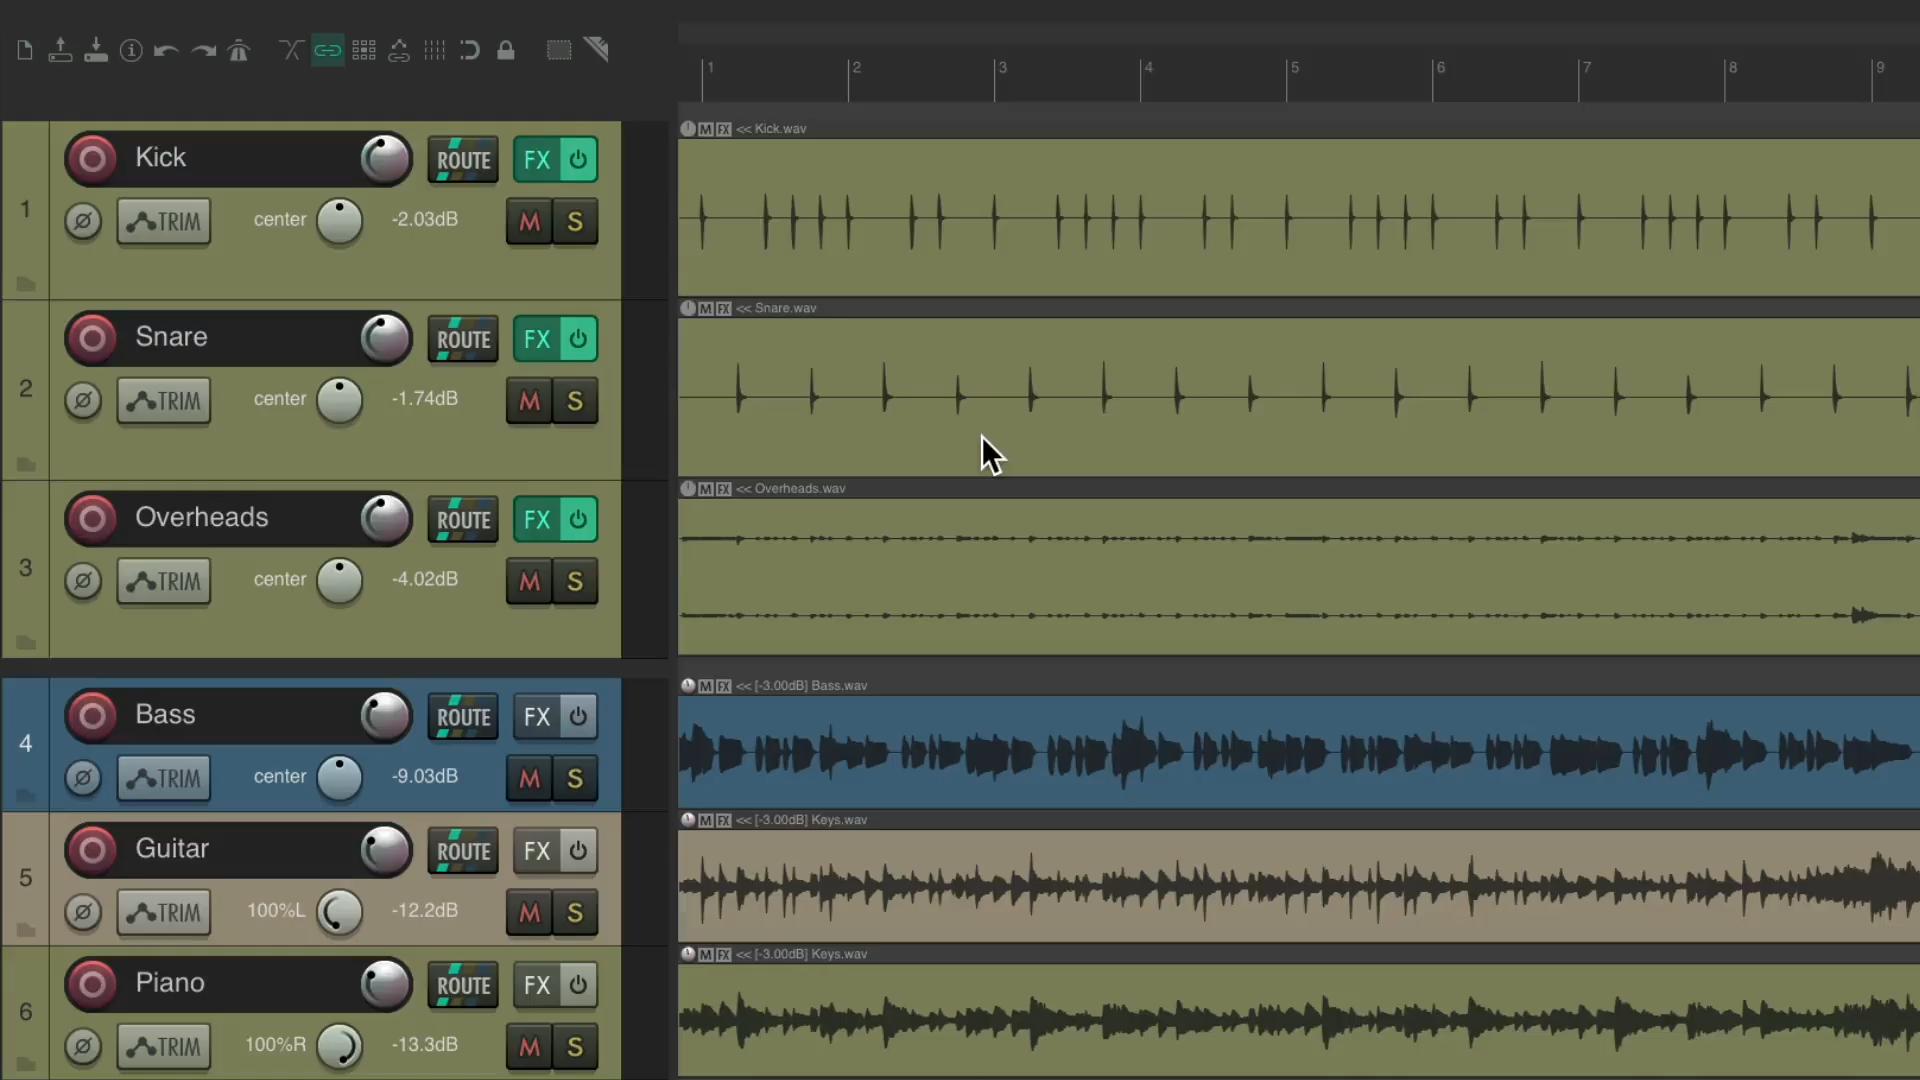 1 2 3 4 5 6 7 8 9
1 Kick ROUTE FX
TRIM center -2.03dB M S
M FX << Kick.wav
2 Snare ROUTE FX
TRIM center -1.74dB M S
M FX << Snare.wav
3 Overheads ROUTE FX
TRIM center -4.02dB M S
M FX << Overheads.wav
4 Bass ROUTE FX
TRIM center -9.03dB M S
M FX << [-3.00dB] Bass.wav
5 Guitar ROUTE FX
TRIM 100%L -12.2dB M S
M FX << [-3.00dB] Keys.wav
6 Piano ROUTE FX
TRIM 100%R -13.3dB M S
M FX << [-3.00dB] Keys.wav